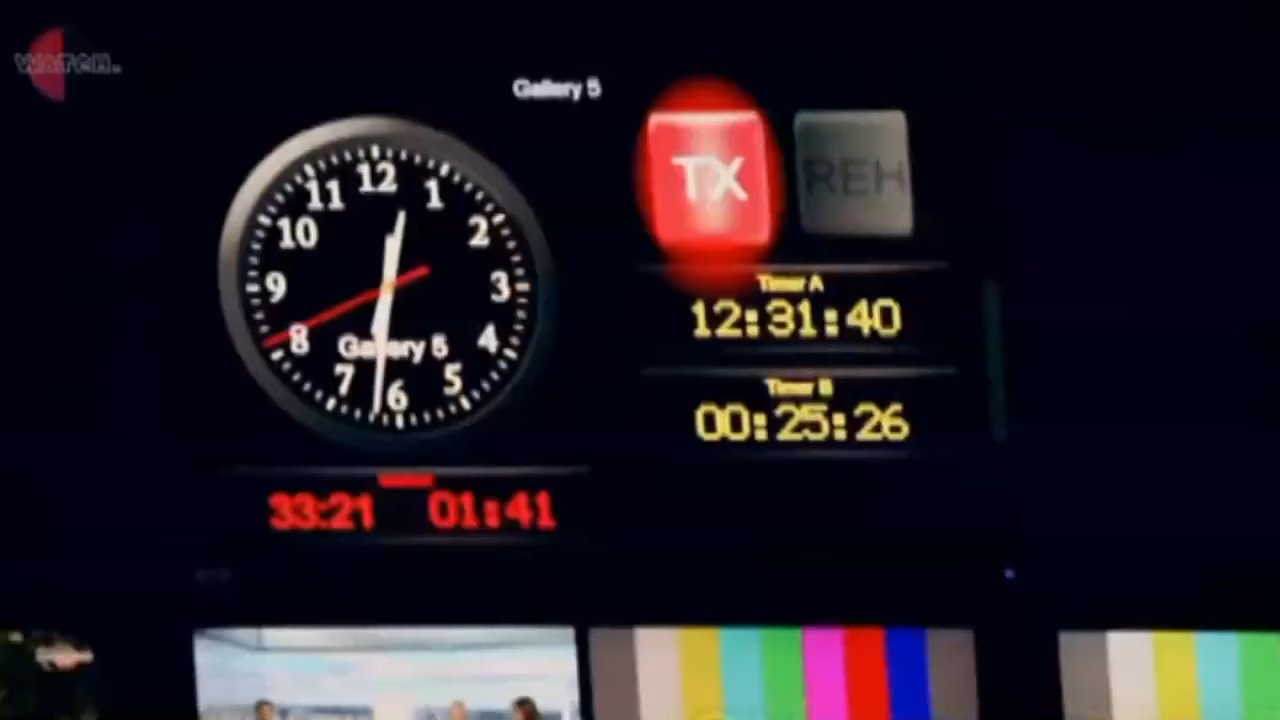 WATCH.
Gallery 5
TX REH
12
11 1
10 2
9 3
8 4
7 5
6
Gallery 5
Timer A
12:31:40
Timer B
00:25:26
33:21 01:41